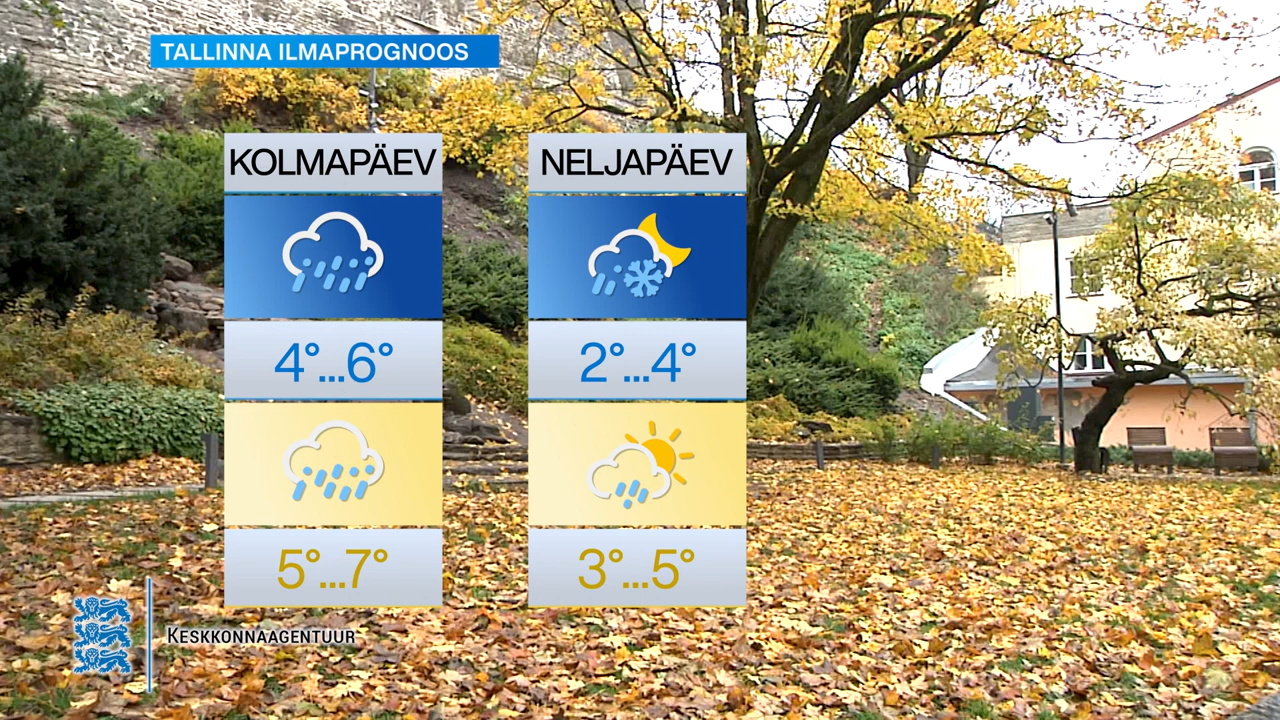 TALLINNA ILMAPROGNOOS
KOLMAPÄEV
4°...6°
5°...7°
NELJAPÄEV
2°...4°
3°...5°
KESKKONNAAGENTUUR